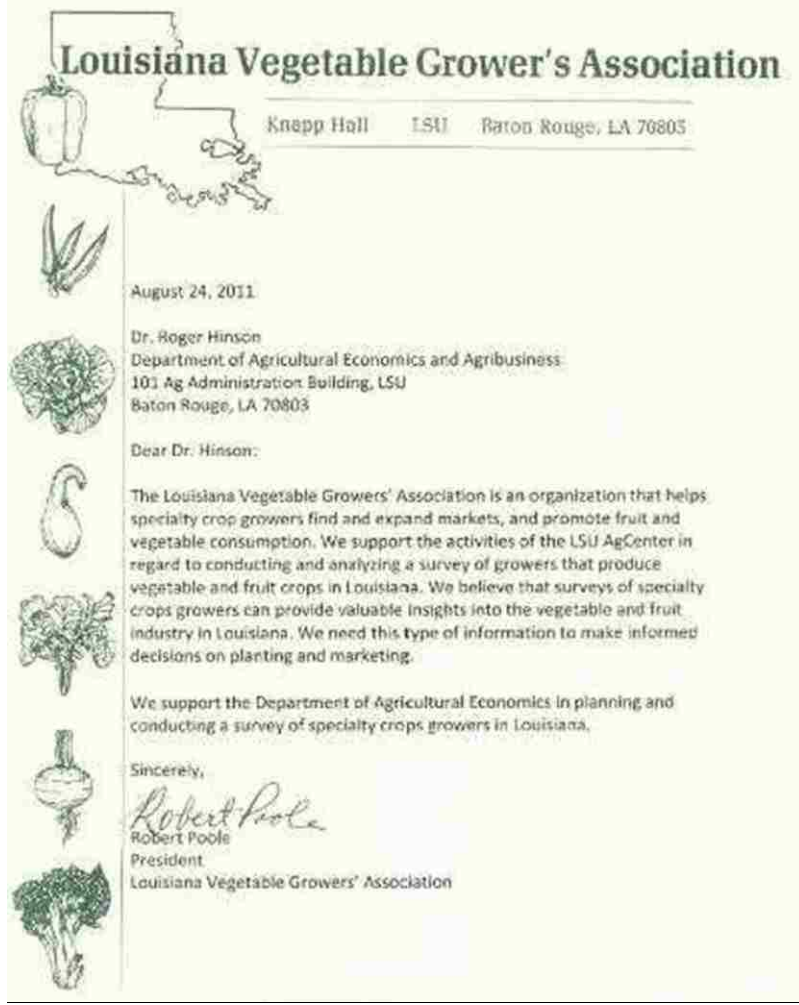 Louisiana Vegetable Grower's Association
Knapp Hall LSU Baton Rouge, LA 70803
August 24, 2011
Dr. Roger Hinson
Department of Agricultural Economics and Agribusiness
101 Ag Administration Building, LSU
Baton Rouge, LA 70803
Dear Dr. Hinson:
The Louisiana Vegetable Growers' Association is an organization that helps
specialty crop growers find and expand markets, and promote fruit and
vegetable consumption. We support the activities of the LSU AgCenter in
regard to conducting and analyzing a survey of growers that produce
vegetable and fruit crops in Louisiana. We believe that surveys of specialty
crops growers can provide valuable insights into the vegetable and fruit
industry in Louisiana. We need this type of information to make informed
decisions on planting and marketing.
We support the Department of Agricultural Economics in planning and
conducting a survey of specialty crops growers in Louisiana.
Sincerely,
Robert Poole
Robert Poole
President
Louisiana Vegetable Growers' Association